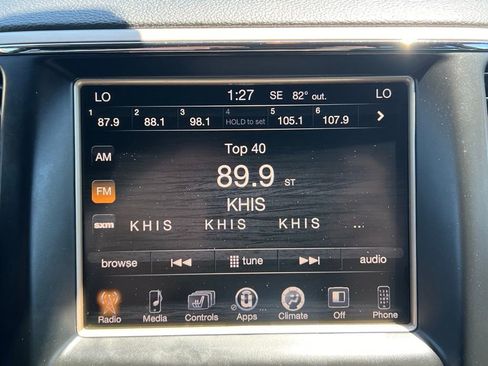 LO 1:27 SE 82° out. LO
1 87.9 2 88.1 3 98.1 4 HOLD to set 5 105.1 6 107.9
AM
Top 40
FM
89.9 ST
KHIS
sxm
KHIS KHIS KHIS ...
browse tune audio
Radio Media Controls Apps Climate Off Phone